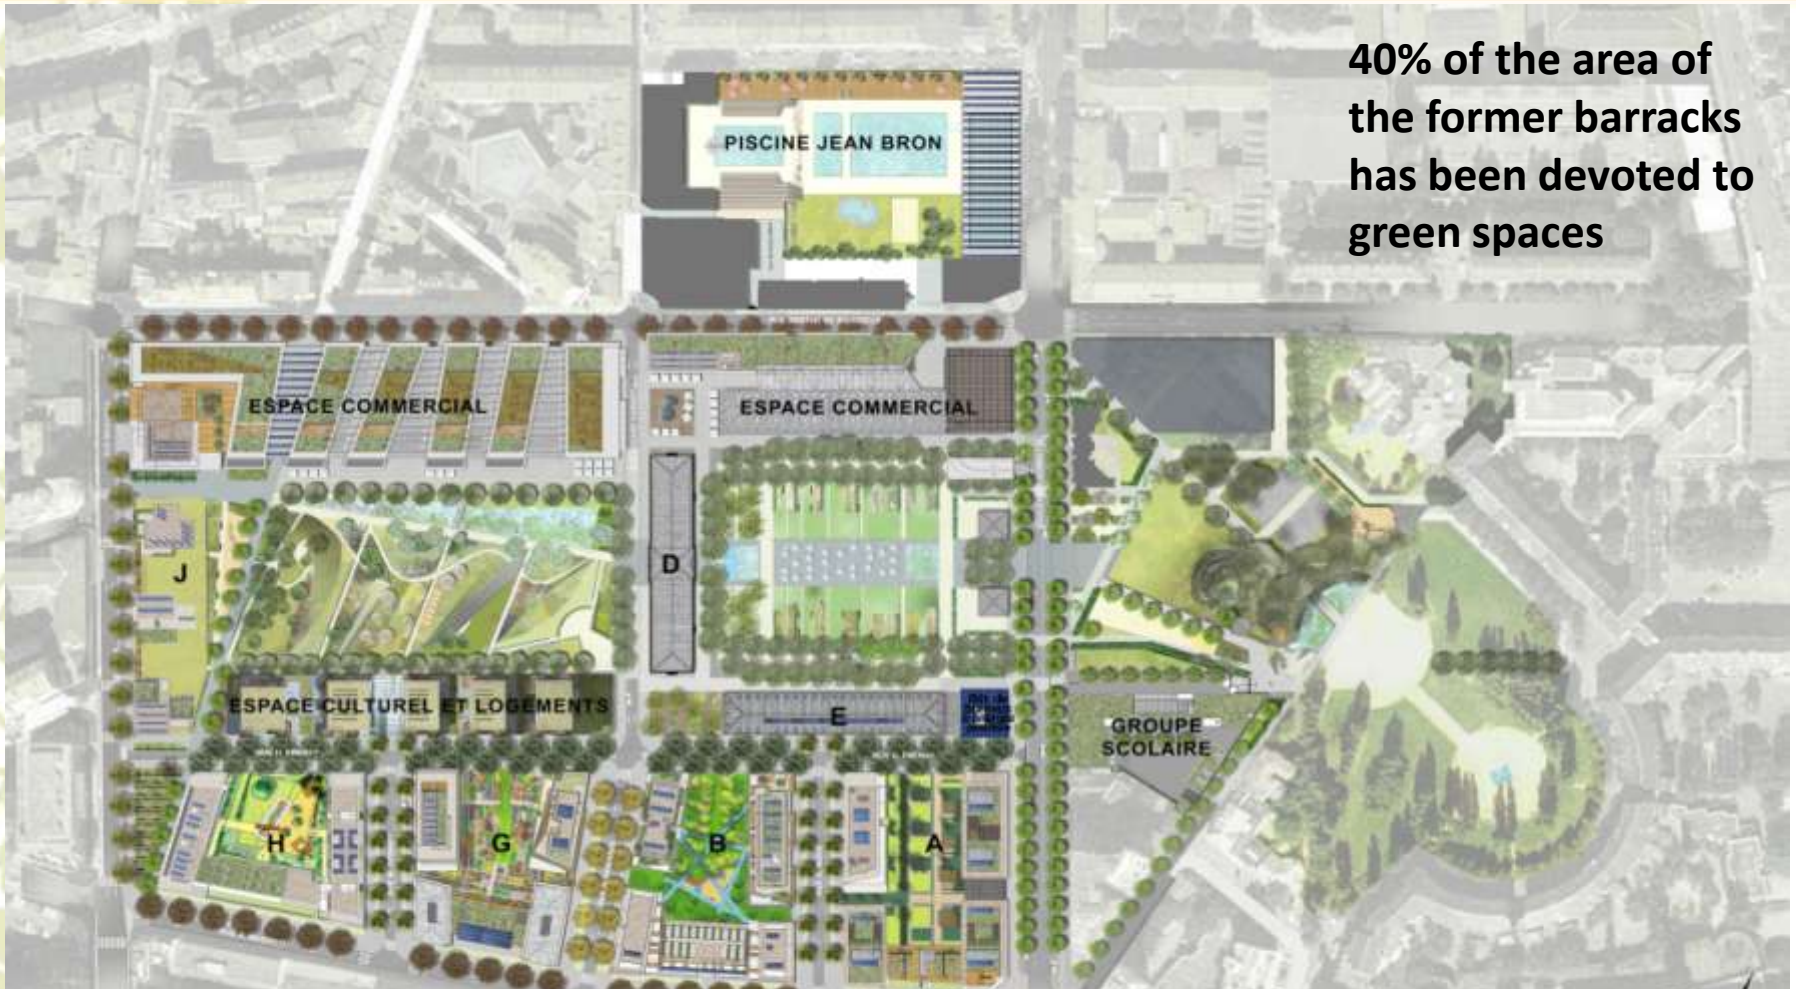 40% of the area of
the former barracks
has been devoted to
green spaces
PISCINE JEAN BRON
ESPACE COMMERCIAL
ESPACE COMMERCIAL
D
J
ESPACE CULTUREL ET LOGEMENTS
E
GROUPE
SCOLAIRE
H
G
B
A